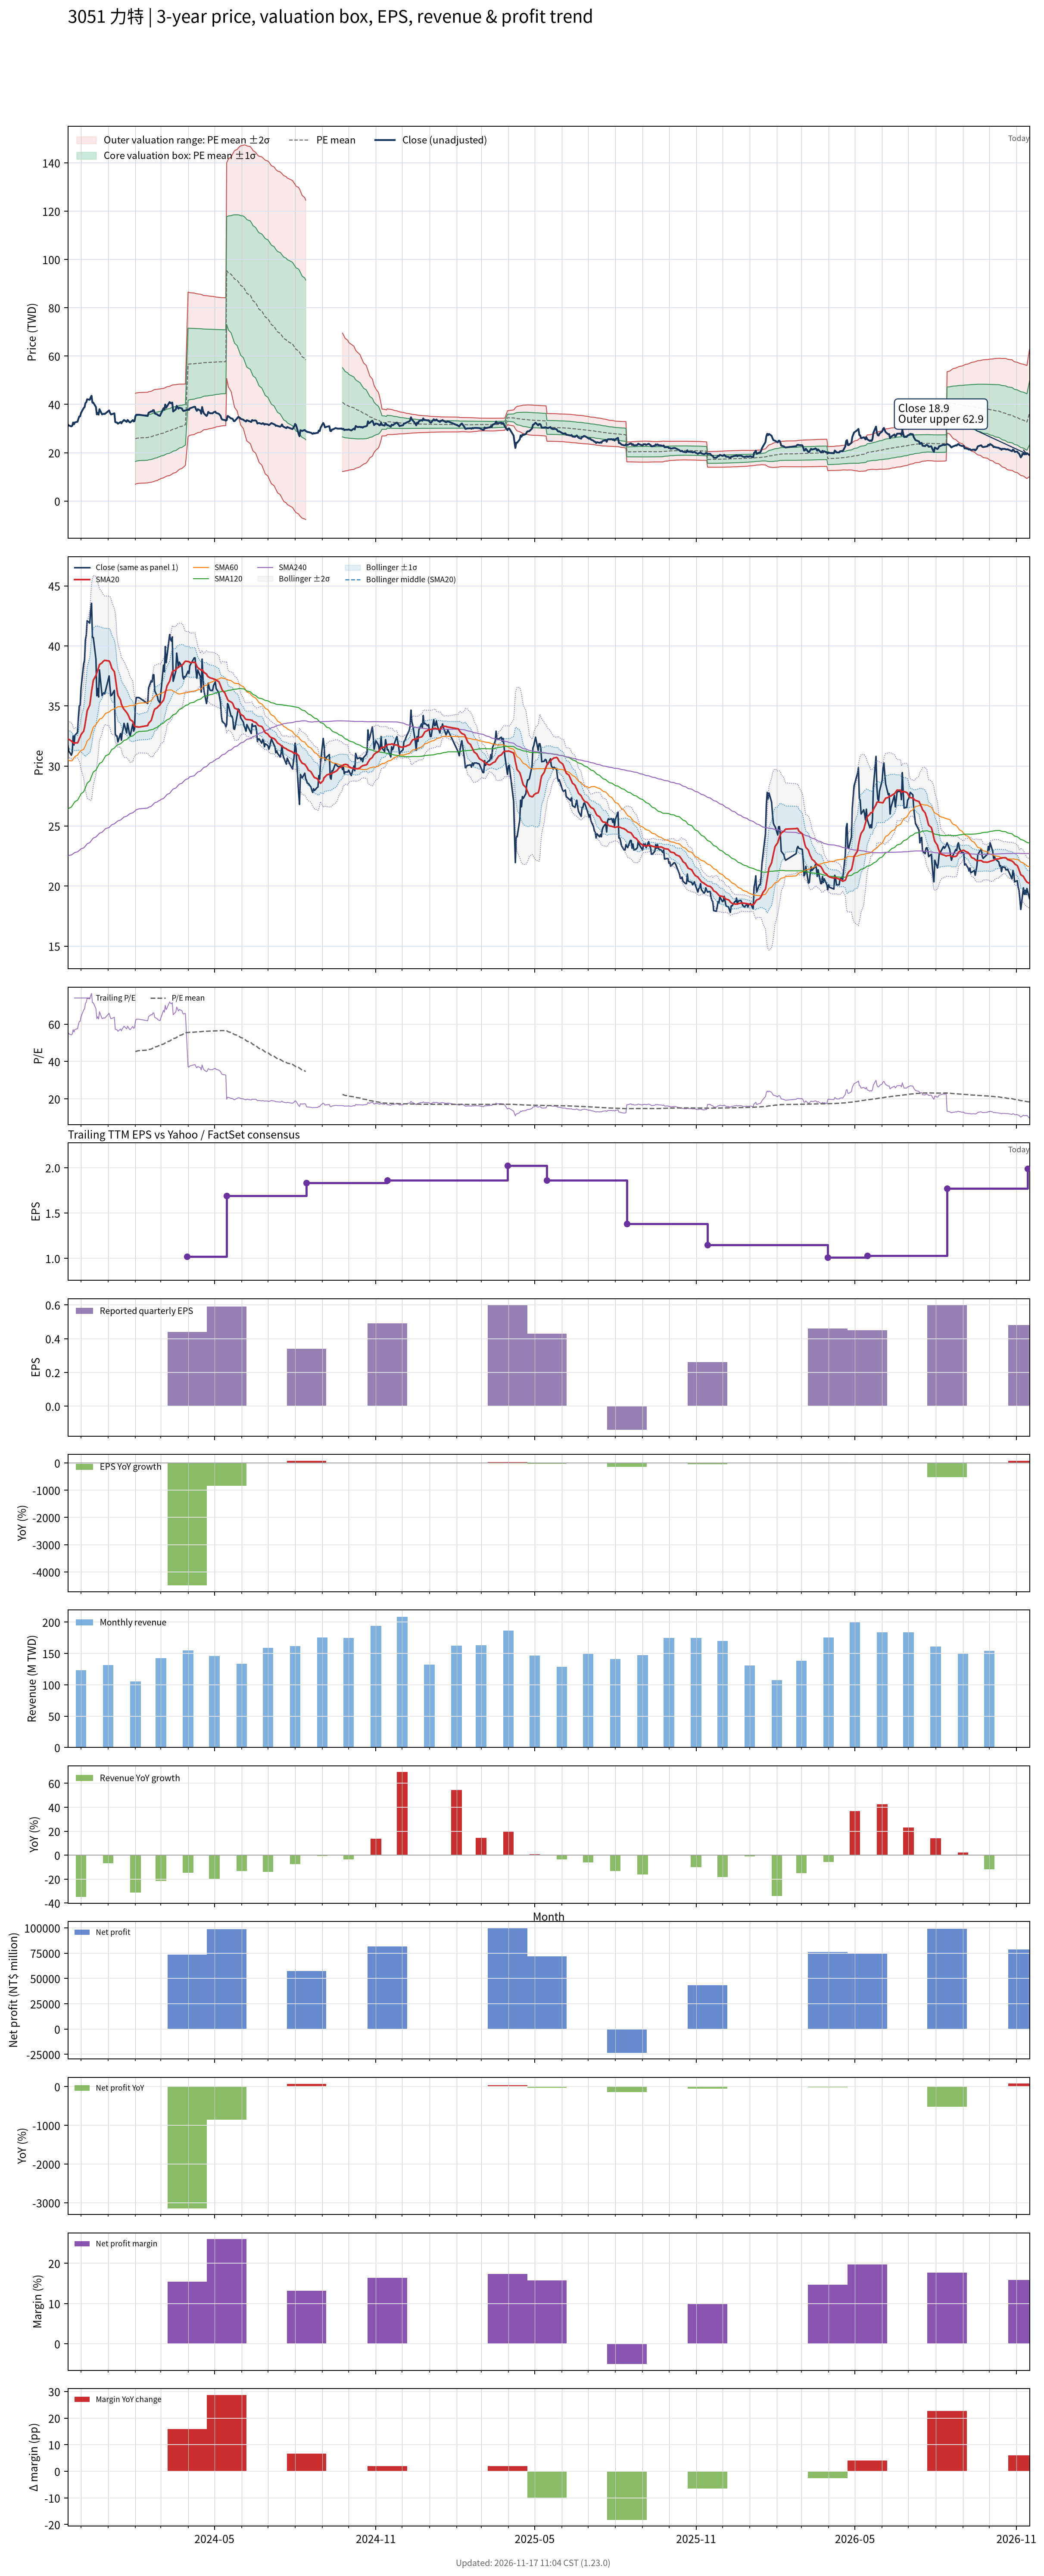 3051 力特 | 3-year price, valuation box, EPS, revenue & profit trend
Outer valuation range: PE mean ±2σ
Core valuation box: PE mean ±1σ
PE mean
Close (unadjusted)
Today
Price (TWD)
140
120
100
80
60
40
20
0
Close 18.9
Outer upper 62.9
Close (same as panel 1)
SMA20
SMA60
SMA120
SMA240
Bollinger ±2σ
Bollinger ±1σ
Bollinger middle (SMA20)
Price
45
40
35
30
25
20
15
Trailing P/E
P/E mean
P/E
60
40
20
Trailing TTM EPS vs Yahoo / FactSet consensus
Today
EPS
2.0
1.5
1.0
Reported quarterly EPS
EPS
0.6
0.4
0.2
0.0
EPS YoY growth
YoY (%)
0
-1000
-2000
-3000
-4000
Monthly revenue
Revenue (M TWD)
200
150
100
50
0
Revenue YoY growth
YoY (%)
60
40
20
0
-20
-40
Month
Net profit
Net profit (NT$ million)
100000
75000
50000
25000
0
-25000
Net profit YoY
YoY (%)
0
-1000
-2000
-3000
Net profit margin
Margin (%)
20
10
0
Margin YoY change
Δ margin (pp)
30
20
10
0
-10
-20
2024-05
2024-11
2025-05
2025-11
2026-05
2026-11
Updated: 2026-11-17 11:04 CST (1.23.0)